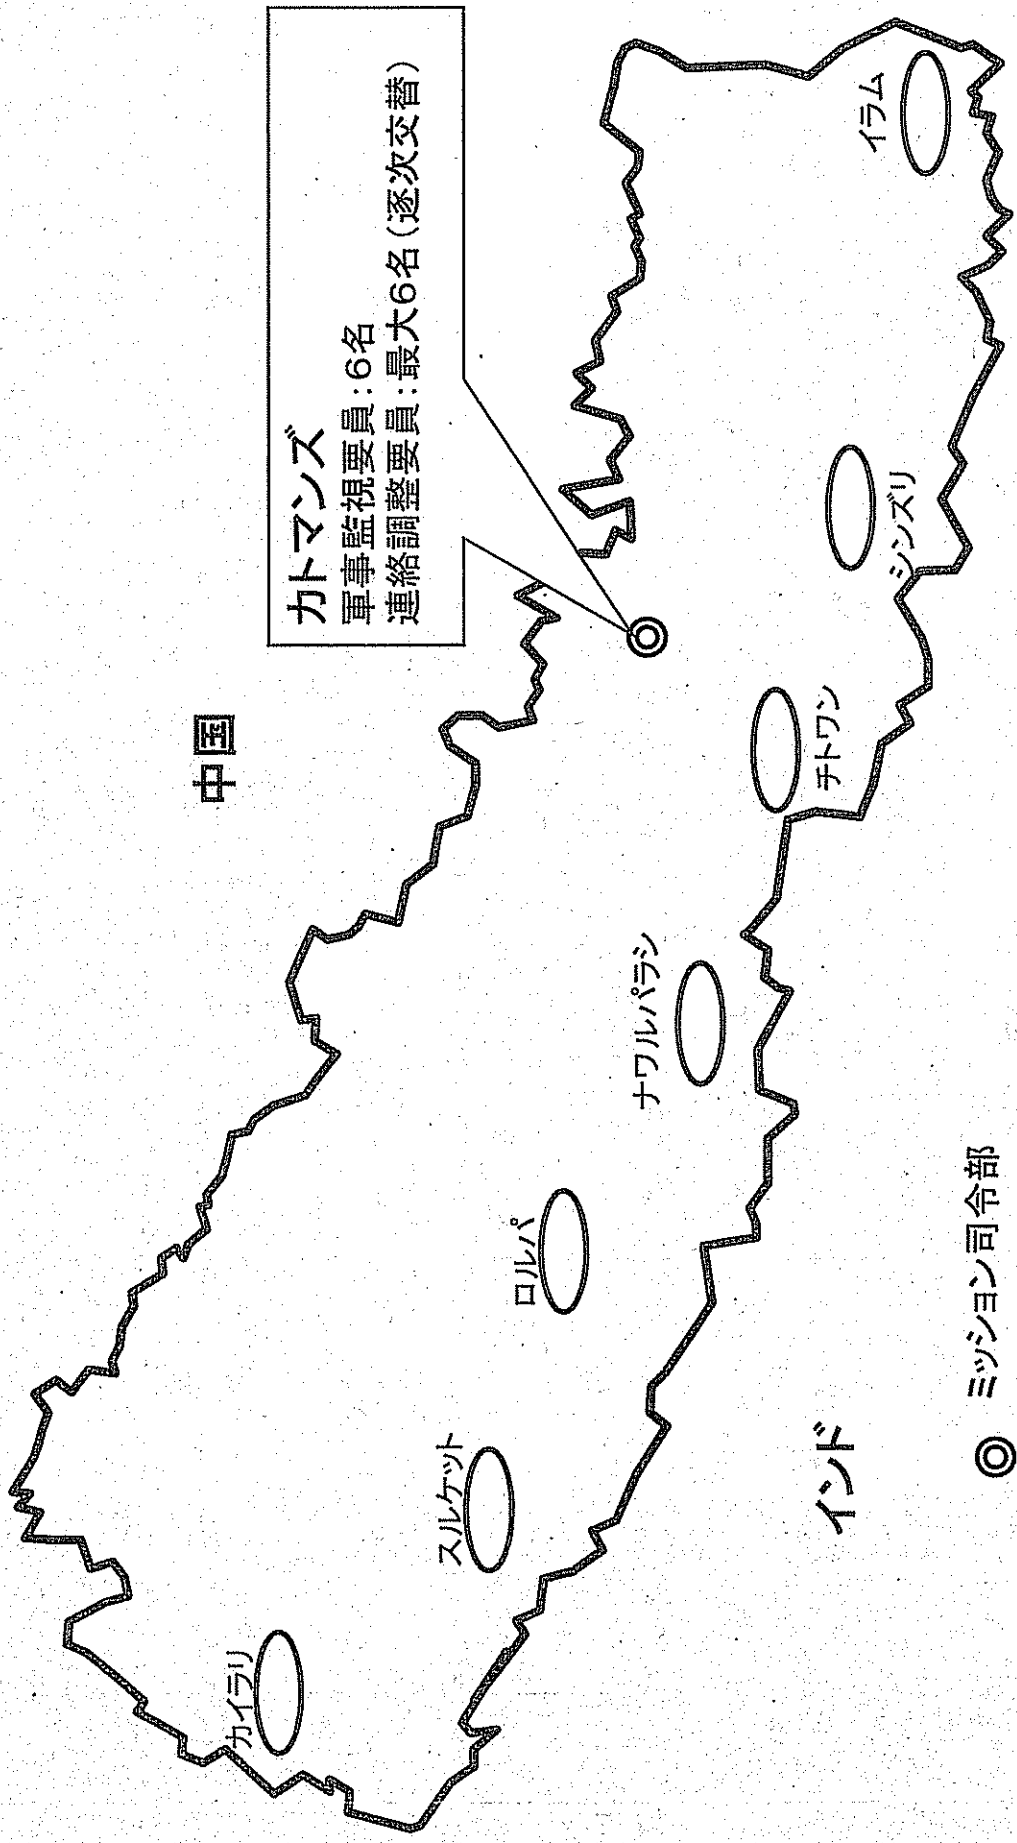 中国
カトマンズ
軍事監視要員：6名
連絡調整要員：最大6名（逐次交替）
カイラリ
スルケット
ロルパ
ナワルパラシ
チトワン
シンズリ
イラム
インド
◎ ミッション司令部